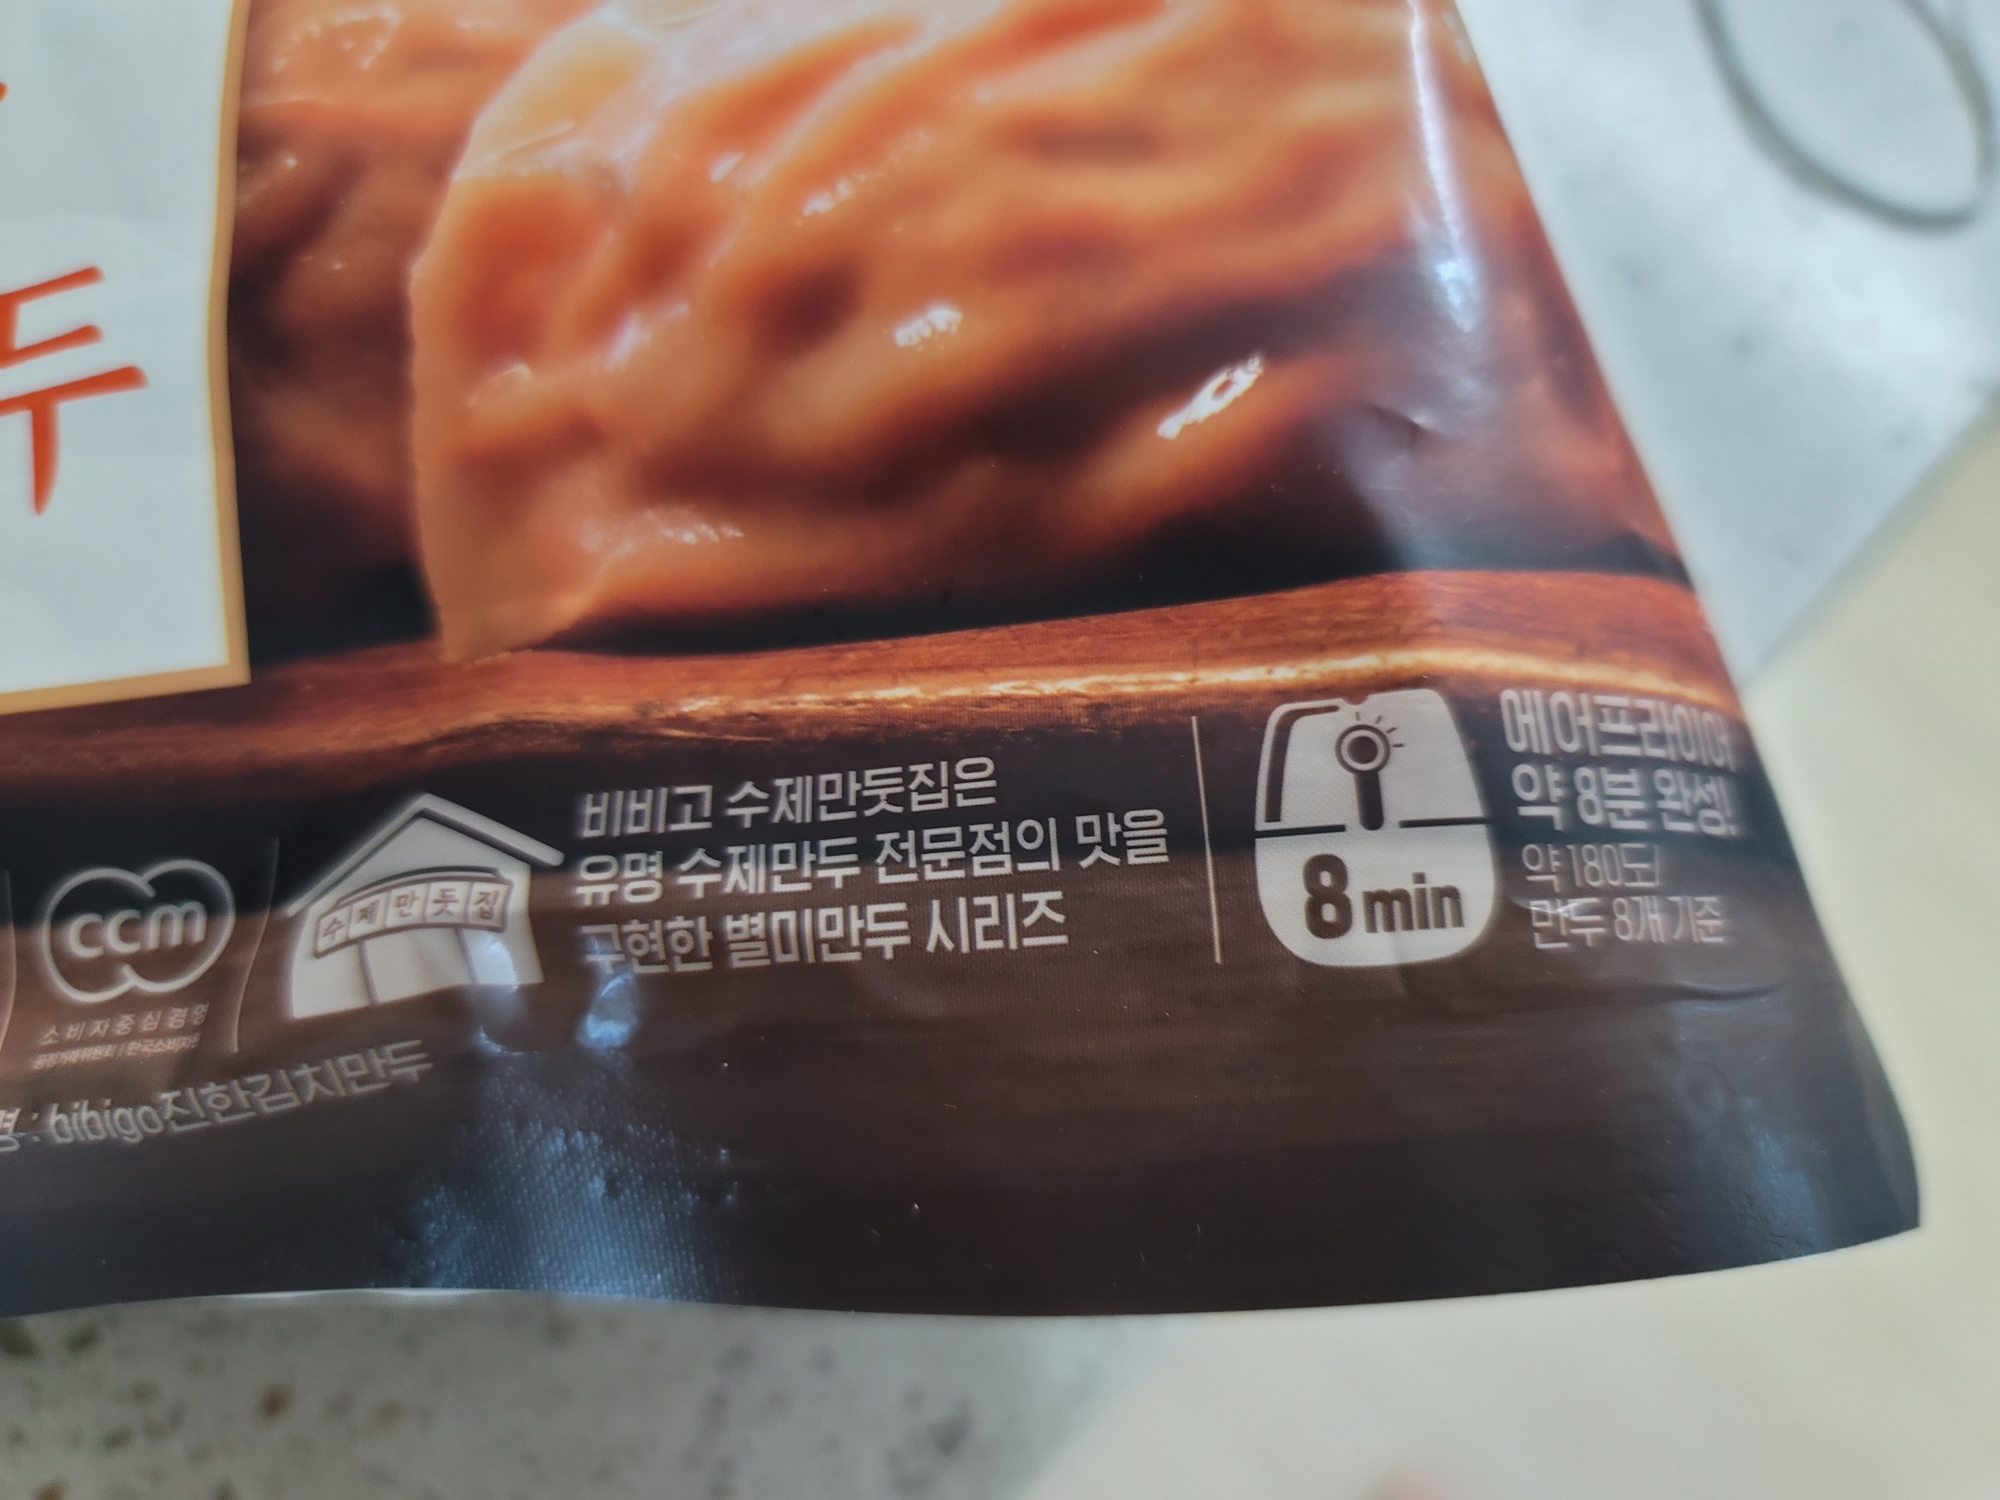 두
ccm
소비자중심경영
수제만둣집
비비고 수제만둣집은
유명 수제만두 전문점의 맛을
구현한 별미만두 시리즈
8min
에어프라이어
약 8분 완성!
약 180도/
만두 8개 기준
명 : bibigo진한김치만두